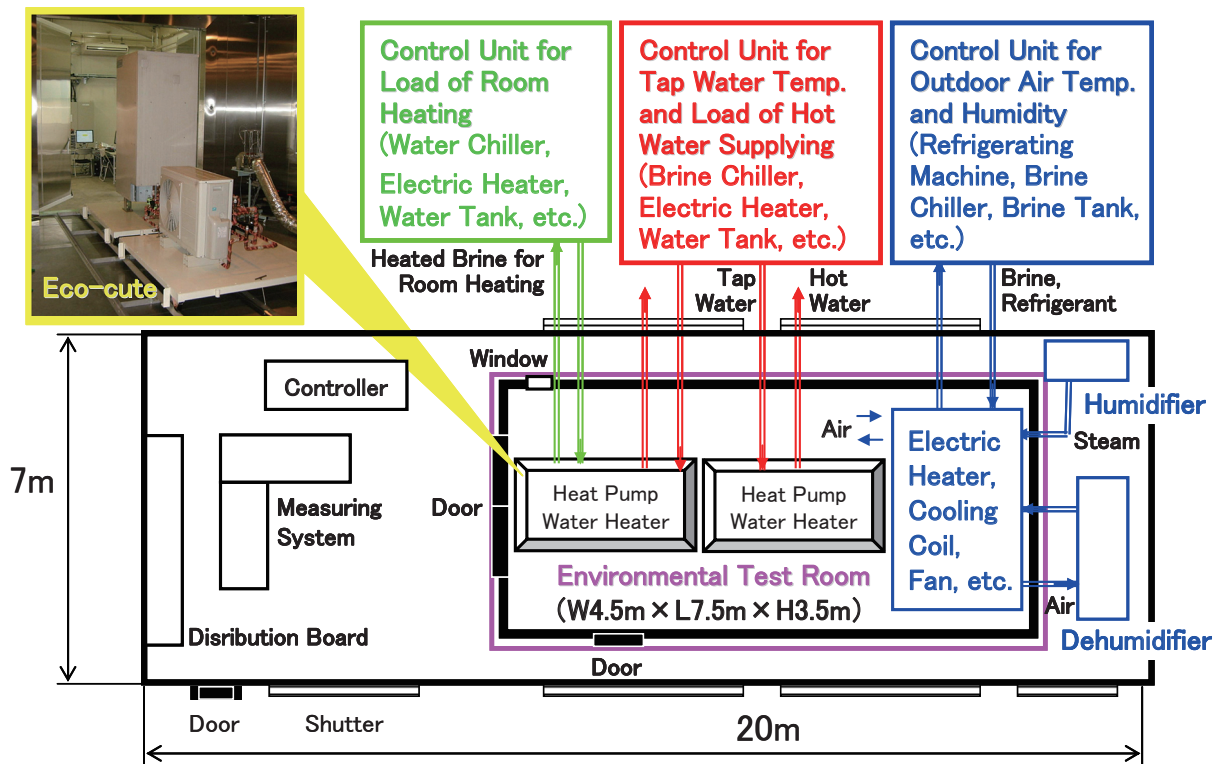 Eco-cute
Control Unit for
Load of Room
Heating
(Water Chiller,
Electric Heater,
Water Tank, etc.)
Control Unit for
Tap Water Temp.
and Load of Hot
Water Supplying
(Brine Chiller,
Electric Heater,
Water Tank, etc.)
Control Unit for
Outdoor Air Temp.
and Humidity
(Refrigerating
Machine, Brine
Chiller, Brine Tank,
etc.)
Heated Brine for
Room Heating
Tap
Water
Hot
Water
Brine,
Refrigerant
Window
Controller
Humidifier
Air
Steam
Electric
Heater,
Cooling
Coil,
Fan, etc.
7m
Measuring
System
Door
Heat Pump
Water Heater
Heat Pump
Water Heater
Environmental Test Room
(W4.5m × L7.5m × H3.5m)
Air
Disribution Board
Dehumidifier
Door
Door
Shutter
20m